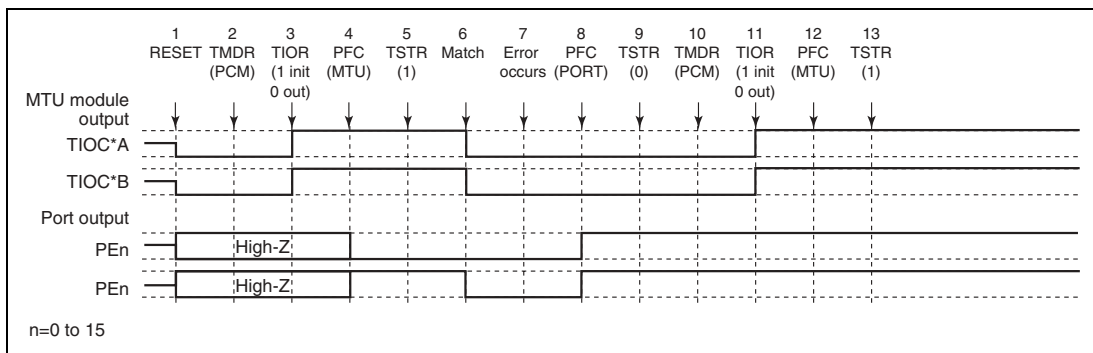 1 2 3 4 5 6 7 8 9 10 11 12 13
RESET TMDR TIOR PFC TSTR Match Error PFC TSTR TMDR TIOR PFC TSTR
(PCM) (1 init (MTU) (1) occurs (PORT) (0) (PCM) (1 init (MTU) (1)
0 out) 0 out)
MTU module
output
TIOC*A
TIOC*B
Port output
PEn High-Z
PEn High-Z
n=0 to 15